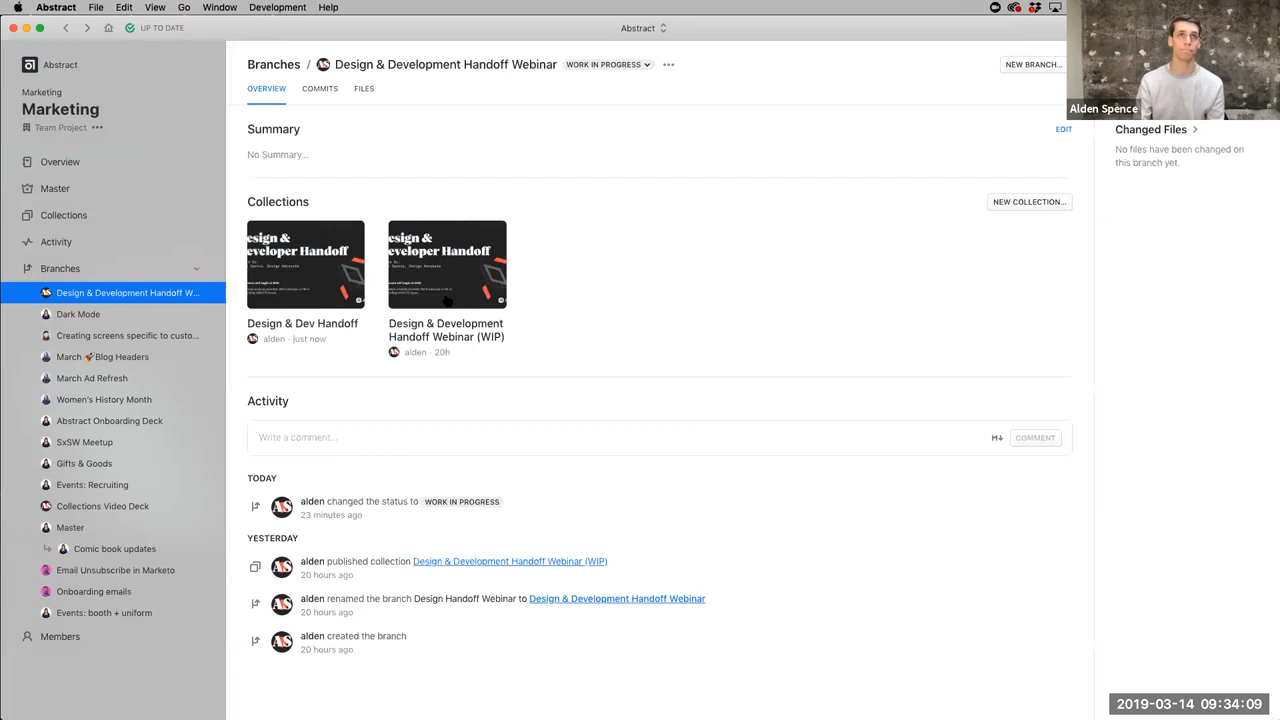 Abstract File Edit View Go Window Development Help
UP TO DATE
Abstract
Abstract
Marketing
Marketing
Team Project •••
Overview
Master
Collections
Activity
Branches
Design & Development Handoff W...
Dark Mode
Creating screens specific to custo...
March 🚀Blog Headers
March Ad Refresh
Women's History Month
Abstract Onboarding Deck
SxSW Meetup
Gifts & Goods
Events: Recruiting
Collections Video Deck
Master
Comic book updates
Email Unsubscribe in Marketo
Onboarding emails
Events: booth + uniform
Members
Branches / Design & Development Handoff Webinar WORK IN PROGRESS •••
NEW BRANCH...
OVERVIEW COMMITS FILES
Summary
EDIT
No Summary...
Collections
NEW COLLECTION...
esign &
eveloper Handoff
esign &
eveloper Handoff
Design & Dev Handoff
alden · just now
Design & Development
Handoff Webinar (WIP)
alden · 20h
Activity
Write a comment...
M↓ COMMENT
TODAY
alden changed the status to WORK IN PROGRESS
23 minutes ago
YESTERDAY
alden published collection Design & Development Handoff Webinar (WIP)
20 hours ago
alden renamed the branch Design Handoff Webinar to Design & Development Handoff Webinar
20 hours ago
alden created the branch
20 hours ago
Alden Spence
Changed Files >
No files have been changed on
this branch yet.
2019-03-14 09:34:09